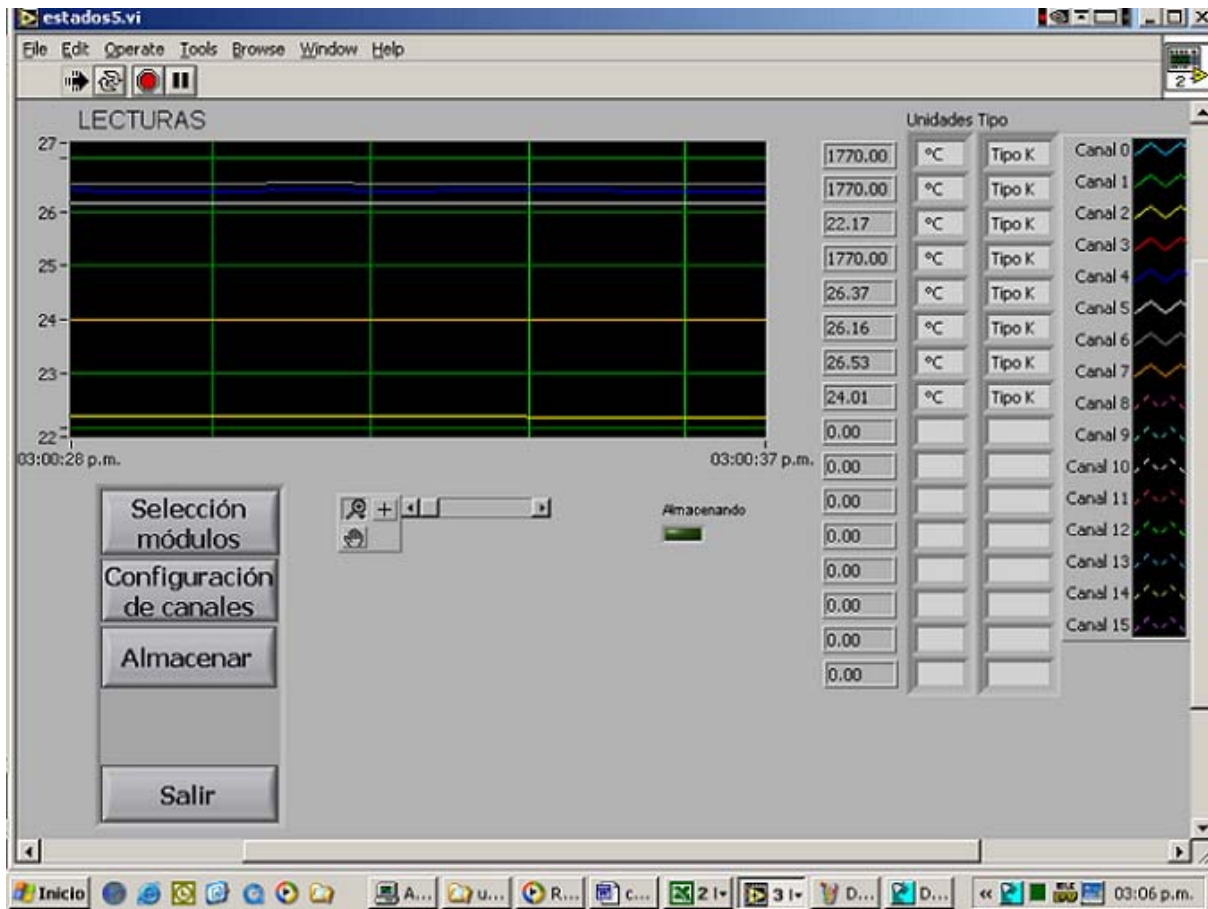 estados5.vi
File Edit Operate Tools Browse Window Help
2
LECTURAS
Unidades Tipo
27
26
25
24
23
22
03:00:28 p.m.
03:00:37 p.m.
1770.00 °C Tipo K Canal 0
1770.00 °C Tipo K Canal 1
22.17 °C Tipo K Canal 2
1770.00 °C Tipo K Canal 3
26.37 °C Tipo K Canal 4
26.16 °C Tipo K Canal 5
26.53 °C Tipo K Canal 6
24.01 °C Tipo K Canal 7
0.00 Canal 8
0.00 Canal 9
0.00 Canal 10
0.00 Canal 11
0.00 Canal 12
0.00 Canal 13
0.00 Canal 14
0.00 Canal 15
Selección
módulos
Configuración
de canales
Almacenar
Salir
Almacenando
Inicio A... u... R... c... 2 I 3 I D... D... « 03:06 p.m.